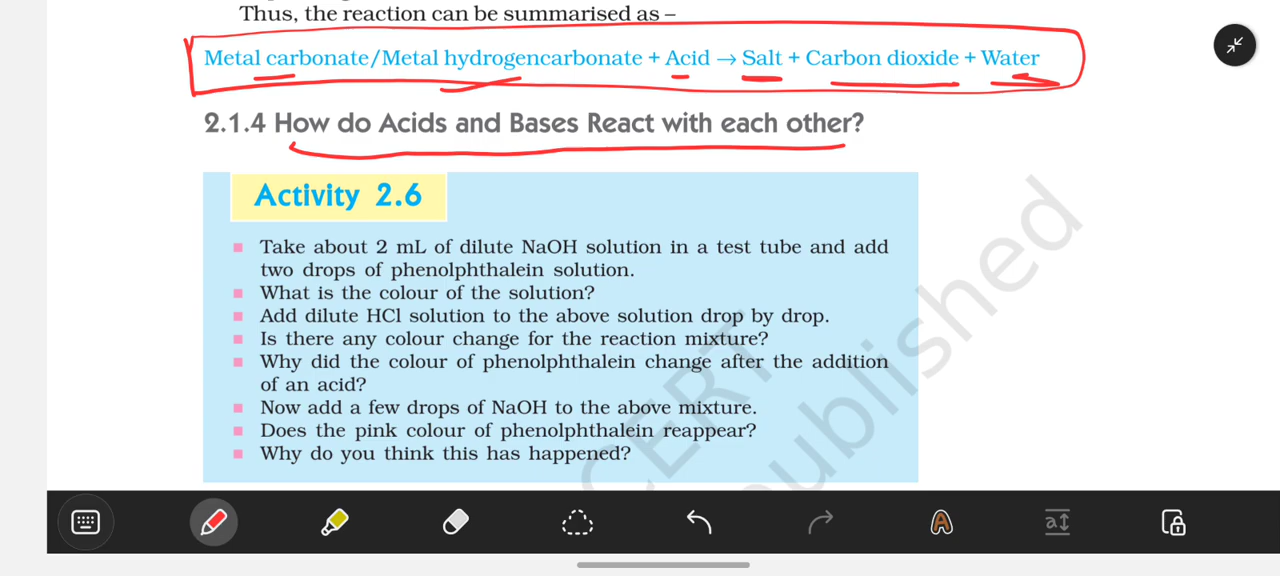 Thus, the reaction can be summarised as –
Metal carbonate/Metal hydrogencarbonate + Acid → Salt + Carbon dioxide + Water
2.1.4 How do Acids and Bases React with each other?
Activity 2.6
Take about 2 mL of dilute NaOH solution in a test tube and add
two drops of phenolphthalein solution.
What is the colour of the solution?
Add dilute HCl solution to the above solution drop by drop.
Is there any colour change for the reaction mixture?
Why did the colour of phenolphthalein change after the addition
of an acid?
Now add a few drops of NaOH to the above mixture.
Does the pink colour of phenolphthalein reappear?
Why do you think this has happened?
CERT
ublished
A
a